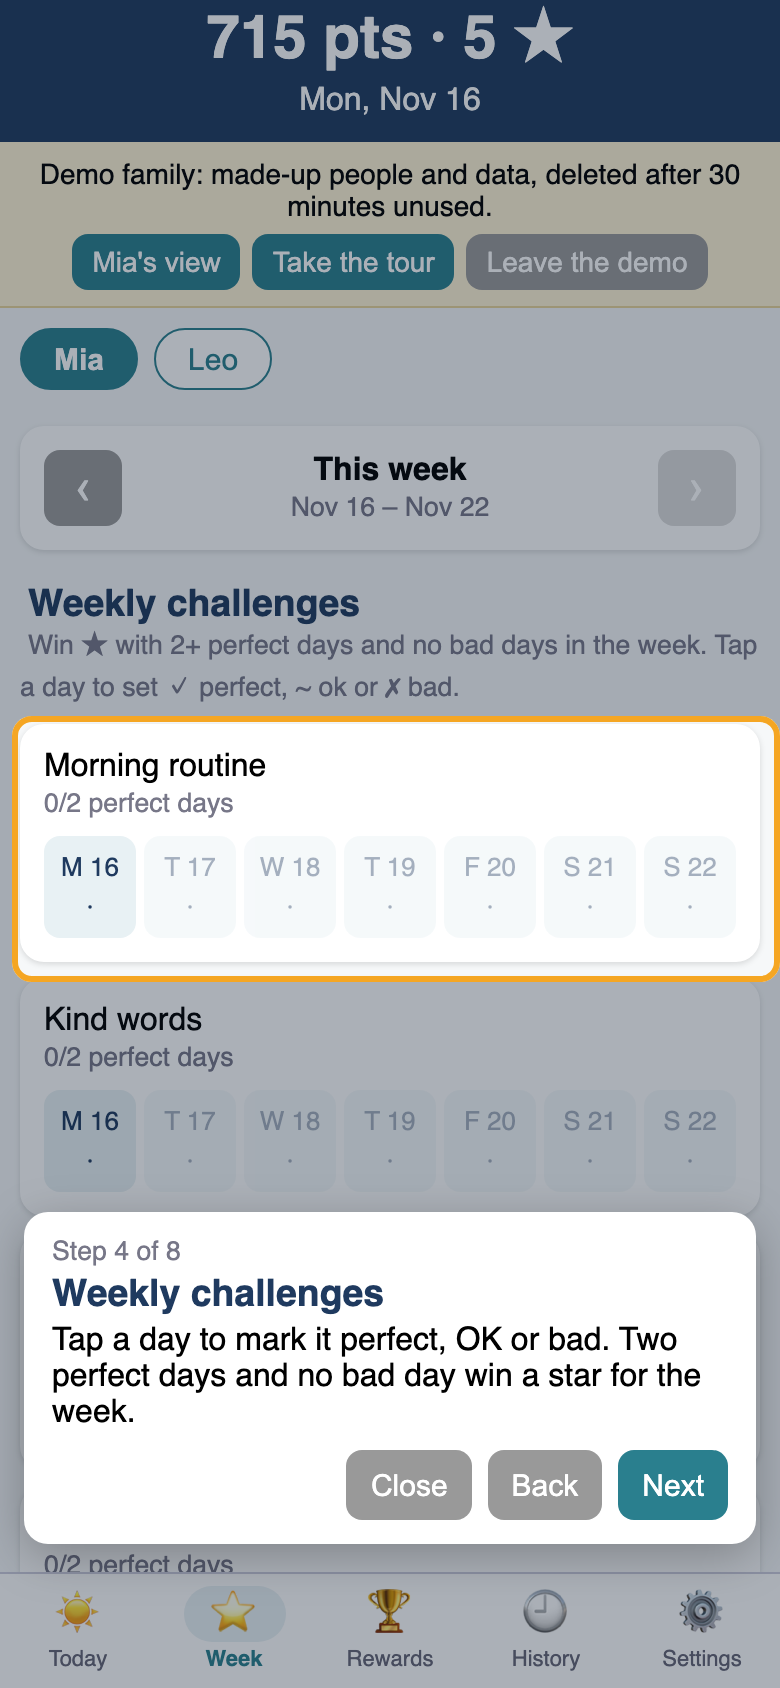 715 pts · 5 ★
Mon, Nov 16
Demo family: made-up people and data, deleted after 30
minutes unused.
Mia's view
Take the tour
Leave the demo
Mia
Leo
‹
This week
›
Nov 16 – Nov 22
Weekly challenges
Win ★ with 2+ perfect days and no bad days in the week. Tap
a day to set ✓ perfect, ~ ok or ✗ bad.
Morning routine
0/2 perfect days
M 16 T 17 W 18 T 19 F 20 S 21 S 22
· · · · · · ·
Kind words
0/2 perfect days
M 16 T 17 W 18 T 19 F 20 S 21 S 22
· · · · · · ·
Step 4 of 8
Weekly challenges
Tap a day to mark it perfect, OK or bad. Two
perfect days and no bad day win a star for the
week.
Close
Back
Next
0/2 perfect days
Today
Week
Rewards
History
Settings